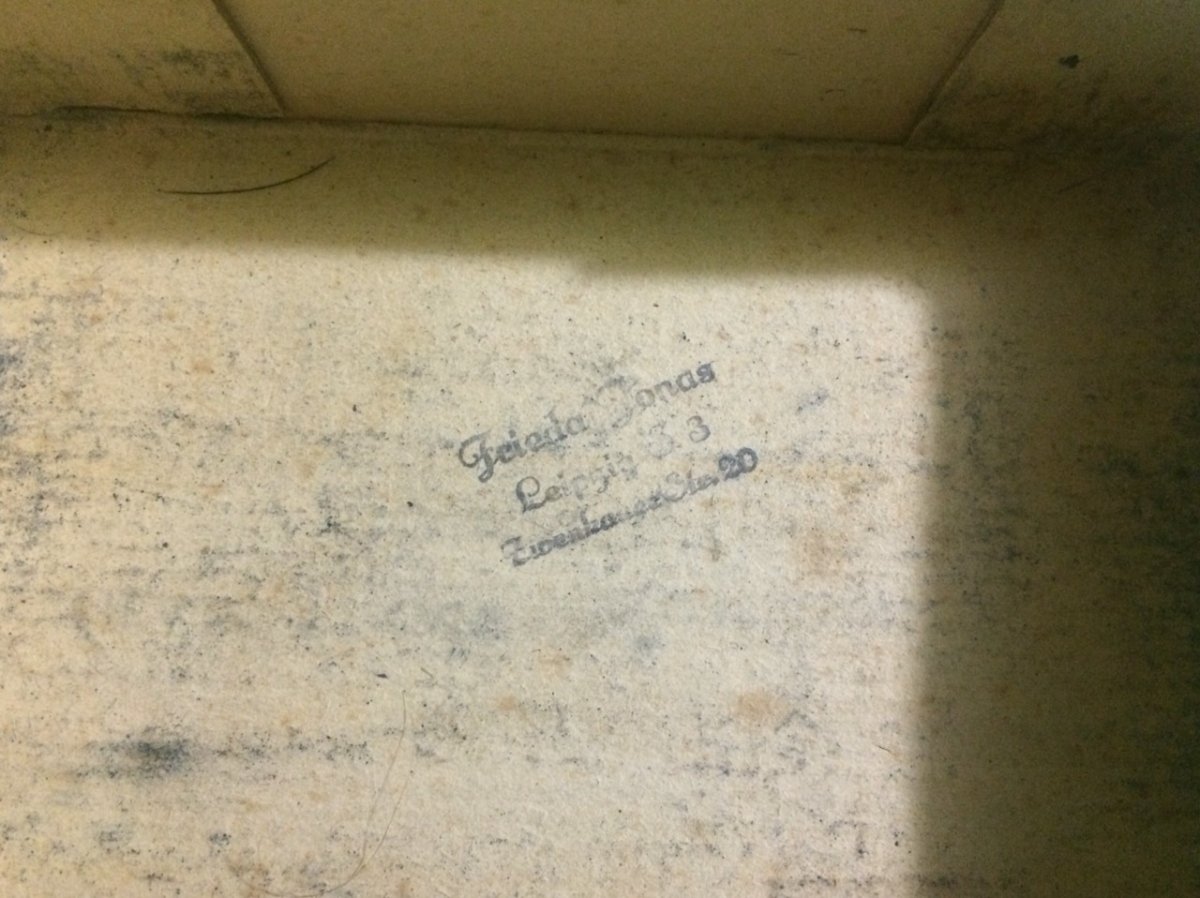 Frieda Jonas
Leipzig S 3
Zwenkauer Str. 20